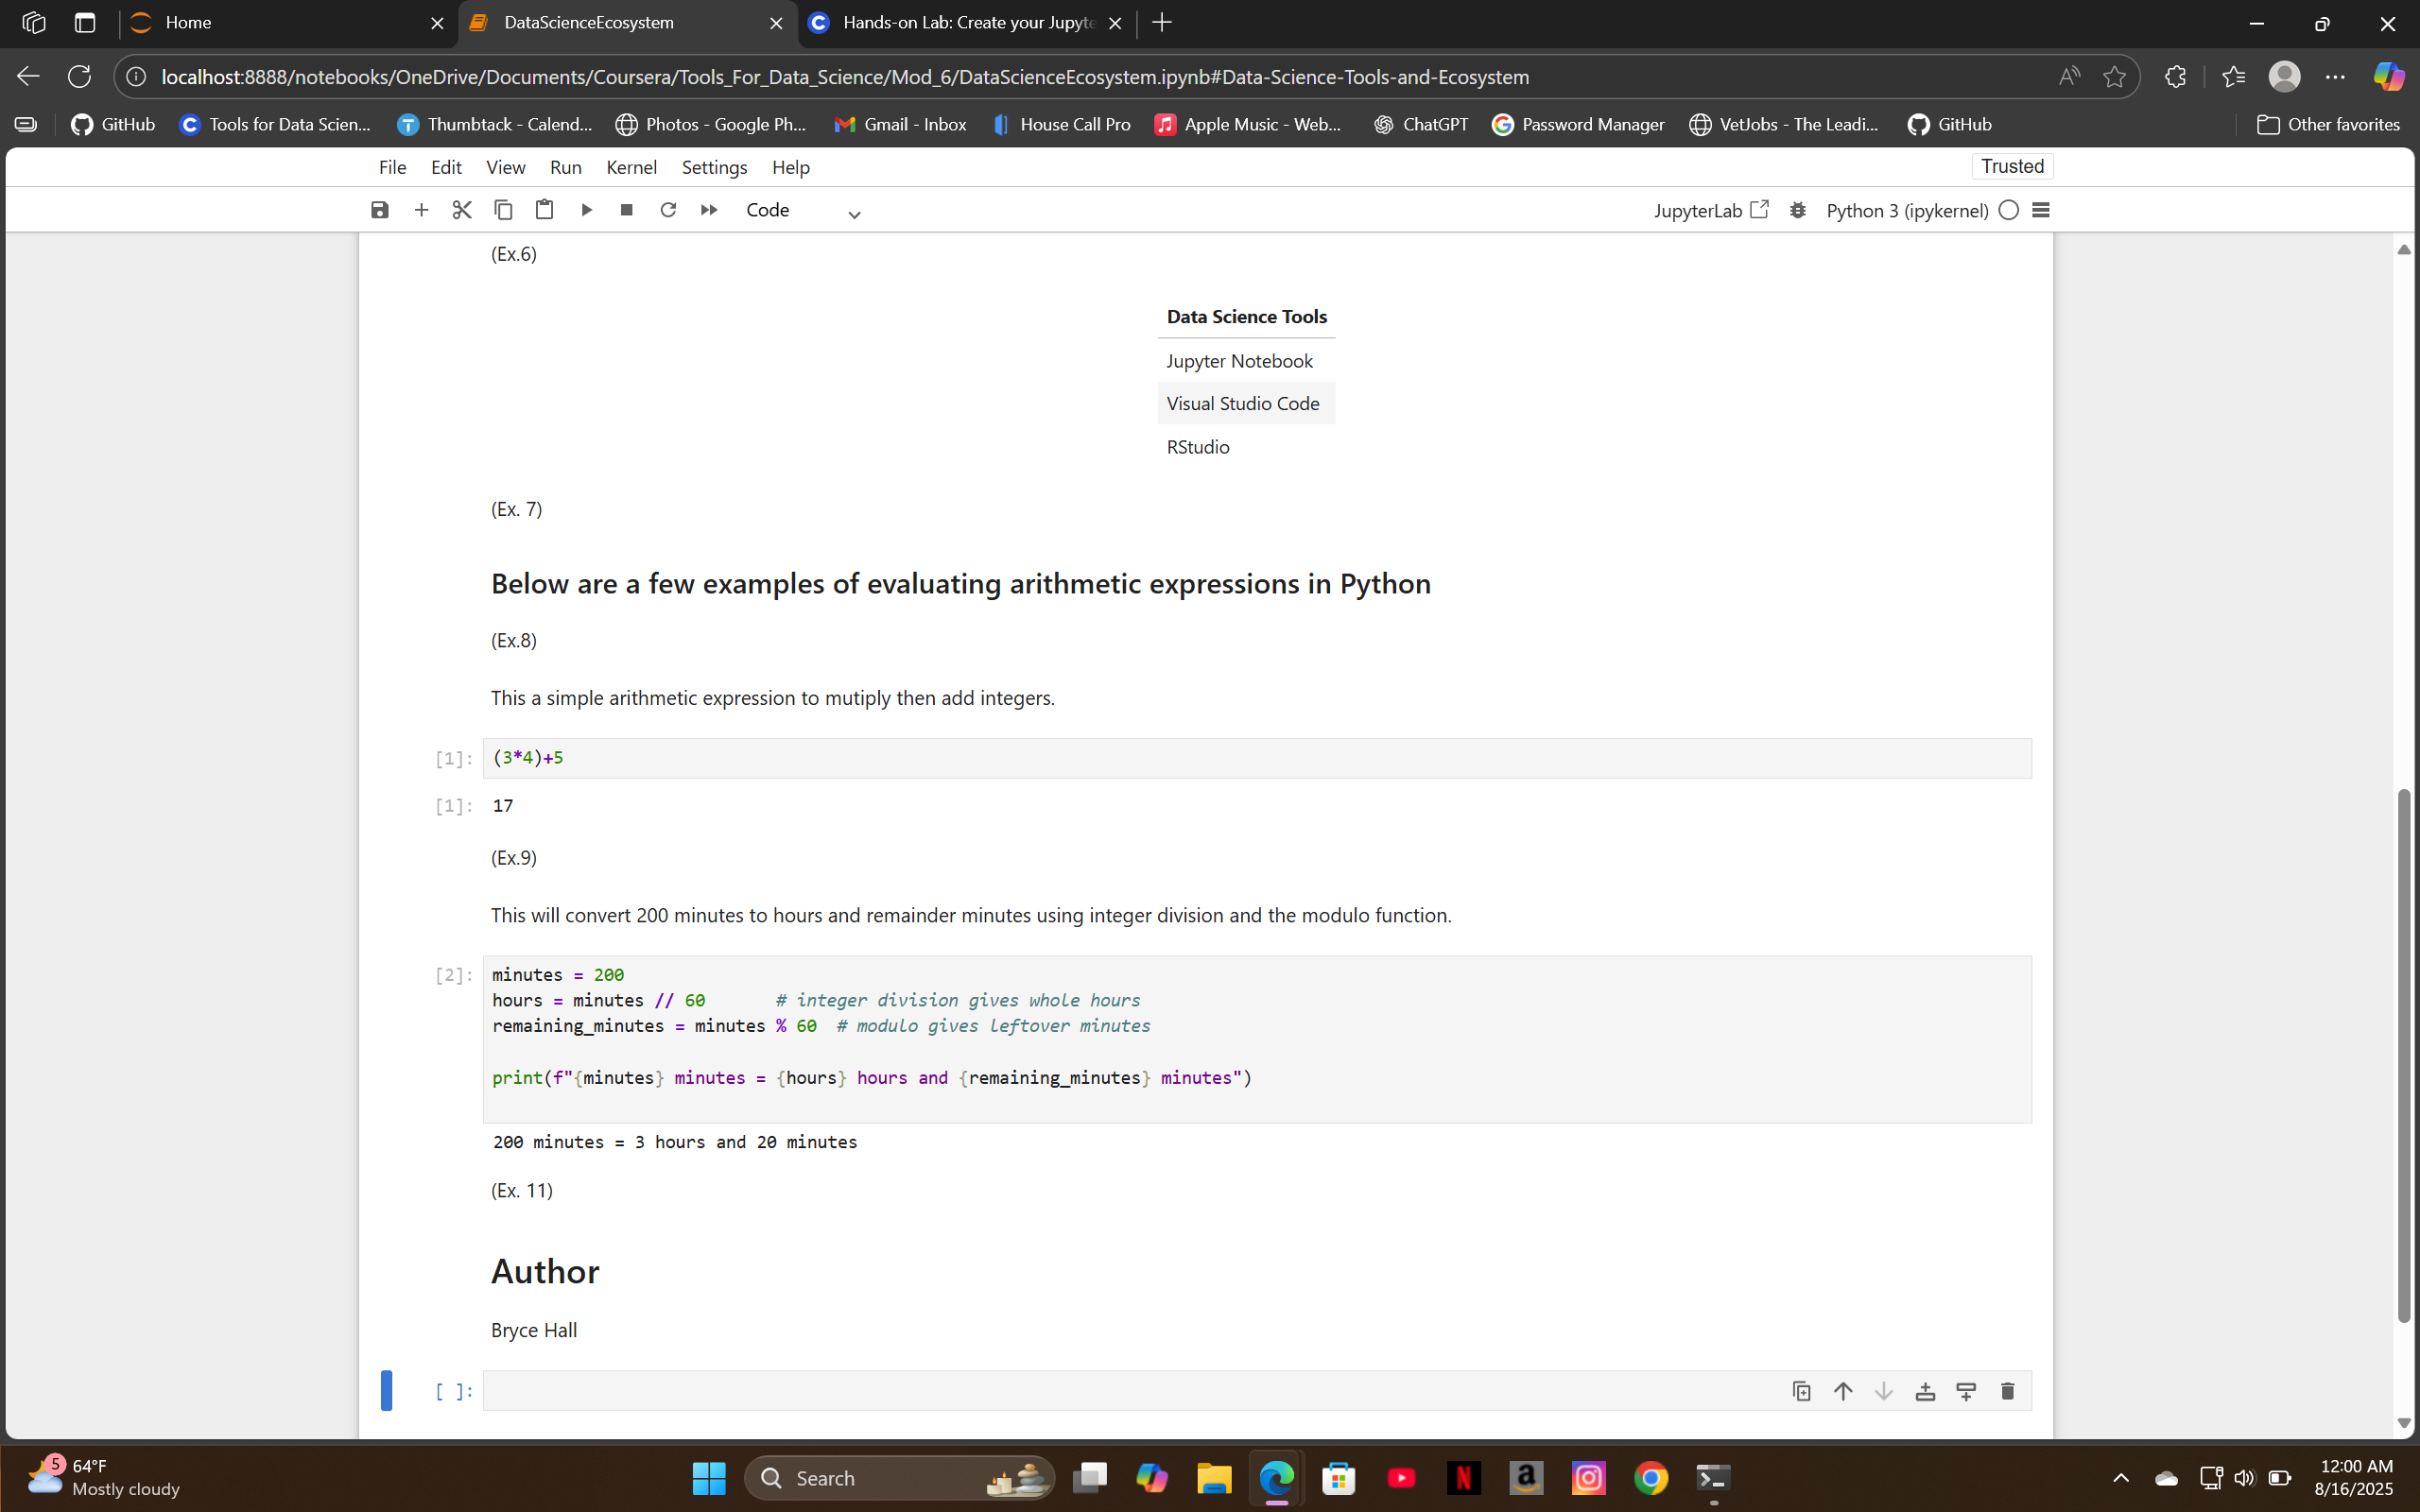 Home
DataScienceEcosystem
Hands-on Lab: Create your Jupyte
localhost:8888/notebooks/OneDrive/Documents/Coursera/Tools_For_Data_Science/Mod_6/DataScienceEcosystem.ipynb#Data-Science-Tools-and-Ecosystem
GitHub Tools for Data Scien... Thumbtack - Calend... Photos - Google Ph... Gmail - Inbox House Call Pro Apple Music - Web... ChatGPT Password Manager VetJobs - The Leadi... GitHub Other favorites
File Edit View Run Kernel Settings Help Trusted
Code JupyterLab Python 3 (ipykernel)
(Ex.6)
Data Science Tools
Jupyter Notebook
Visual Studio Code
RStudio
(Ex. 7)
Below are a few examples of evaluating arithmetic expressions in Python
(Ex.8)
This a simple arithmetic expression to mutiply then add integers.
[1]: (3*4)+5
[1]: 17
(Ex.9)
This will convert 200 minutes to hours and remainder minutes using integer division and the modulo function.
[2]: minutes = 200
hours = minutes // 60       # integer division gives whole hours
remaining_minutes = minutes % 60  # modulo gives leftover minutes
print(f"{minutes} minutes = {hours} hours and {remaining_minutes} minutes")
200 minutes = 3 hours and 20 minutes
(Ex. 11)
Author
Bryce Hall
[ ]:
5
64°F
Mostly cloudy
Search
12:00 AM
8/16/2025